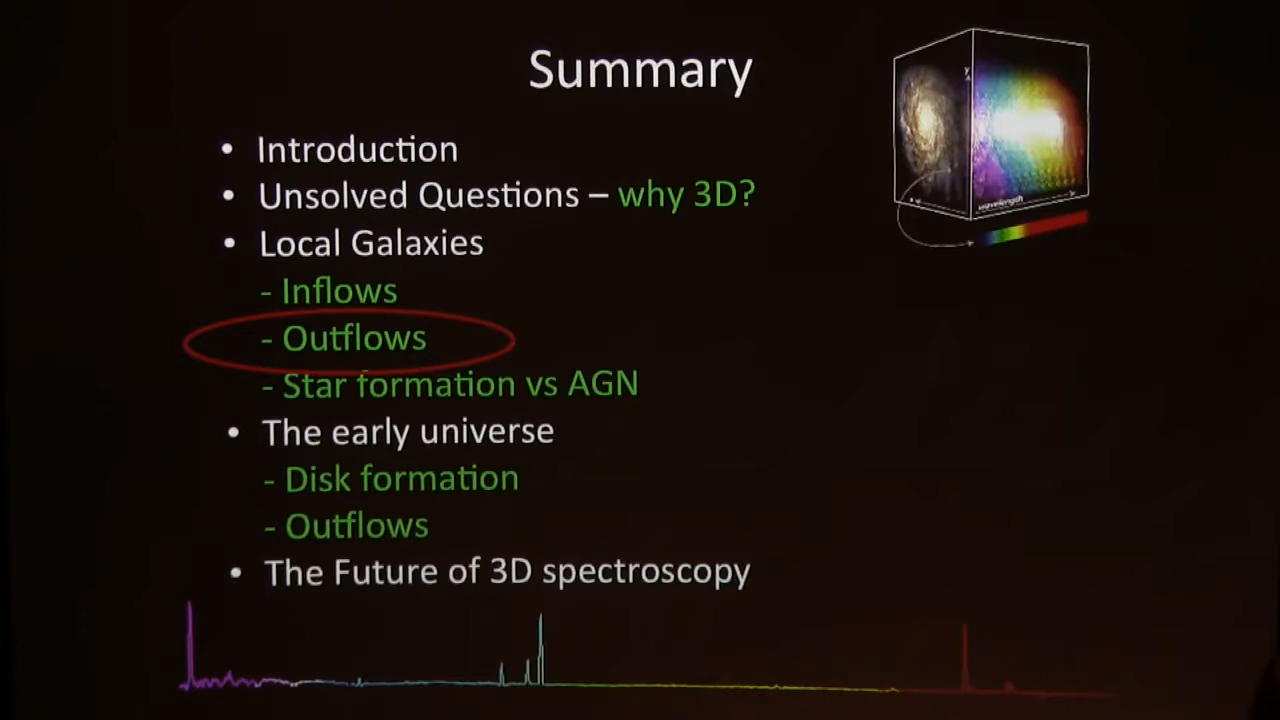 Summary
• Introduction
• Unsolved Questions – why 3D?
• Local Galaxies
- Inflows
- Outflows
- Star formation vs AGN
• The early universe
- Disk formation
- Outflows
• The Future of 3D spectroscopy
y
wavelength